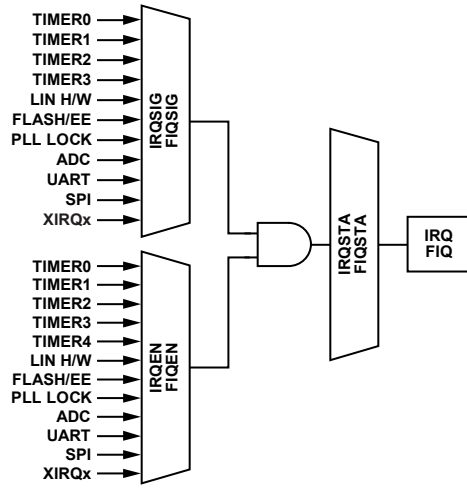 TIMER0
TIMER1
TIMER2
TIMER3
LIN H/W
FLASH/EE
PLL LOCK
ADC
UART
SPI
XIRQx
IRQSIG
FIQSIG
TIMER0
TIMER1
TIMER2
TIMER3
TIMER4
LIN H/W
FLASH/EE
PLL LOCK
ADC
UART
SPI
XIRQx
IRQEN
FIQEN
IRQSTA
FIQSTA
IRQ
FIQ